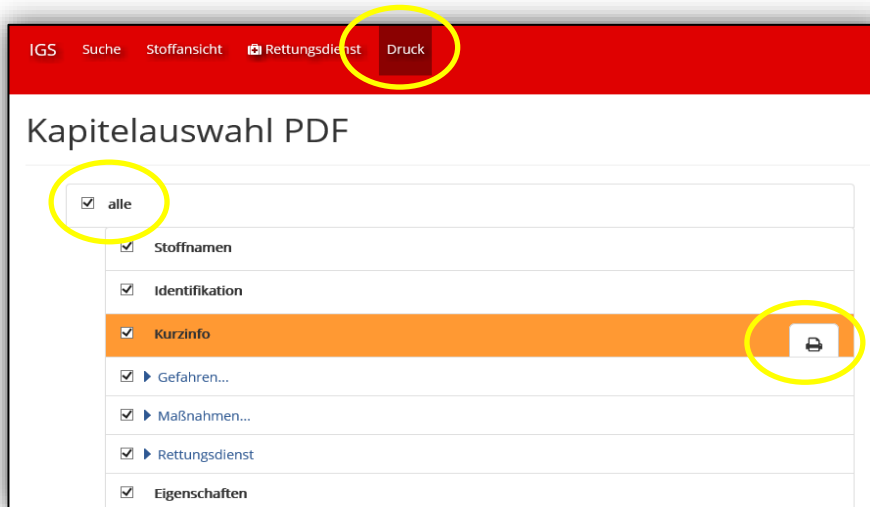 IGS Suche Stoffansicht Rettungsdienst Druck
Kapitelauswahl PDF
alle
Stoffnamen
Identifikation
Kurzinfo
Gefahren...
Maßnahmen...
Rettungsdienst
Eigenschaften